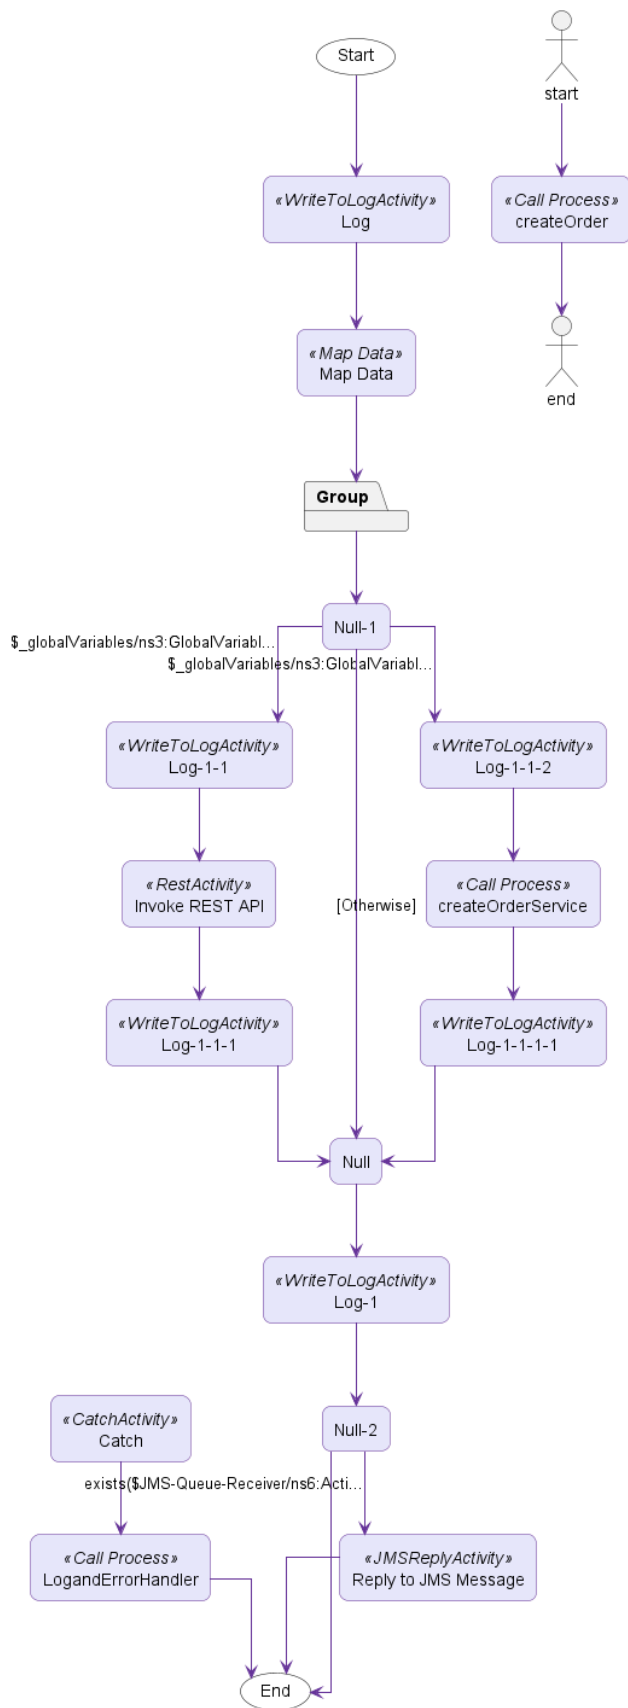 Start
start
«WriteToLogActivity»
Log
«Call Process»
createOrder
«Map Data»
Map Data
end
Group
Null-1
$_globalVariables/ns3:GlobalVariabl...
$_globalVariables/ns3:GlobalVariabl...
«WriteToLogActivity»
Log-1-1
«WriteToLogActivity»
Log-1-1-2
«RestActivity»
Invoke REST API
[Otherwise]
«Call Process»
createOrderService
«WriteToLogActivity»
Log-1-1-1
«WriteToLogActivity»
Log-1-1-1-1
Null
«WriteToLogActivity»
Log-1
«CatchActivity»
Catch
Null-2
exists($JMS-Queue-Receiver/ns6:Acti...
«Call Process»
LogandErrorHandler
«JMSReplyActivity»
Reply to JMS Message
End